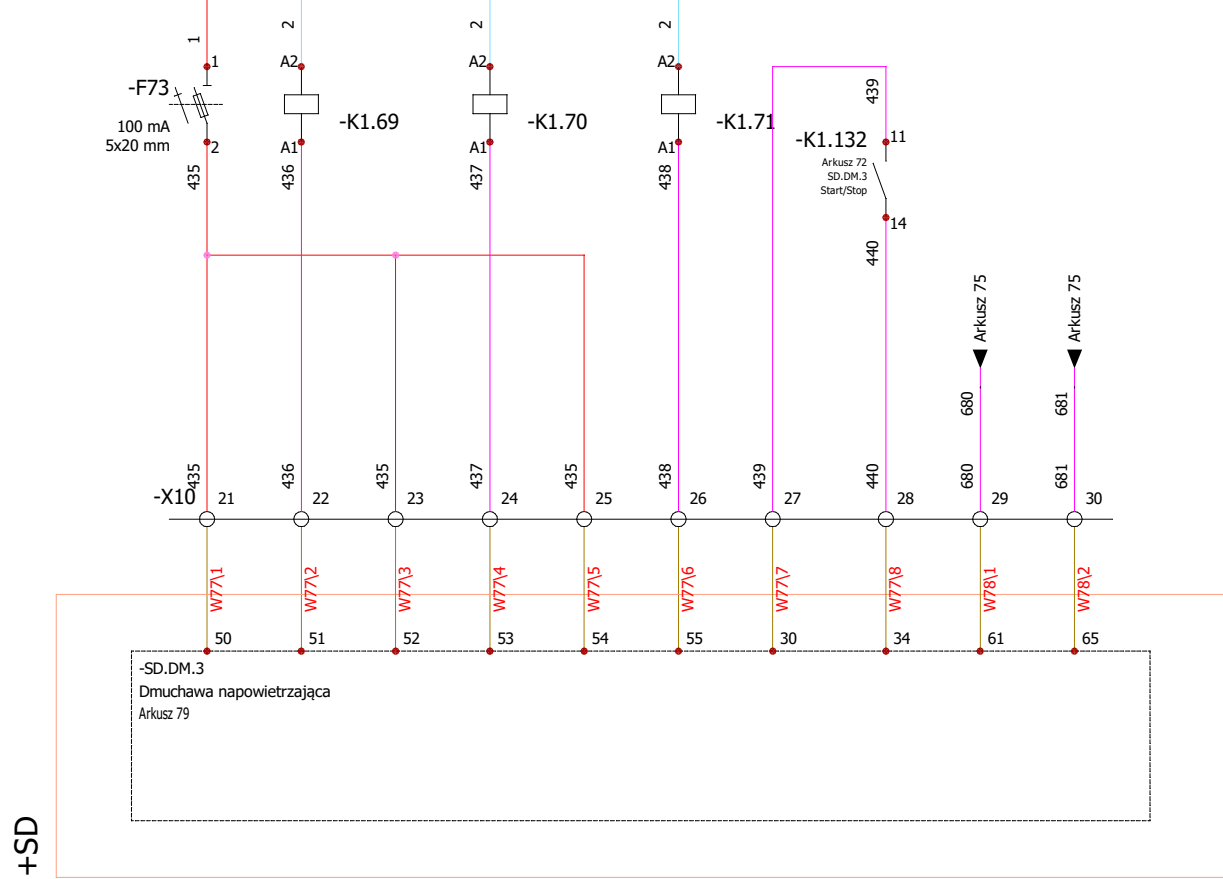 1
2
2
2
1
A2
A2
A2
-F73
100 mA
5x20 mm
-K1.69
-K1.70
-K1.71
439
-K1.132
11
Arkusz 72
SD.DM.3
Start/Stop
2
A1
A1
A1
435
436
437
438
14
440
Arkusz 75
Arkusz 75
680
681
435
436
435
437
435
438
439
440
680
681
-X10
21
22
23
24
25
26
27
28
29
30
W77\1
W77\2
W77\3
W77\4
W77\5
W77\6
W77\7
W77\8
W78\1
W78\2
50
51
52
53
54
55
30
34
61
65
-SD.DM.3
Dmuchawa napowietrzająca
Arkusz 79
+SD